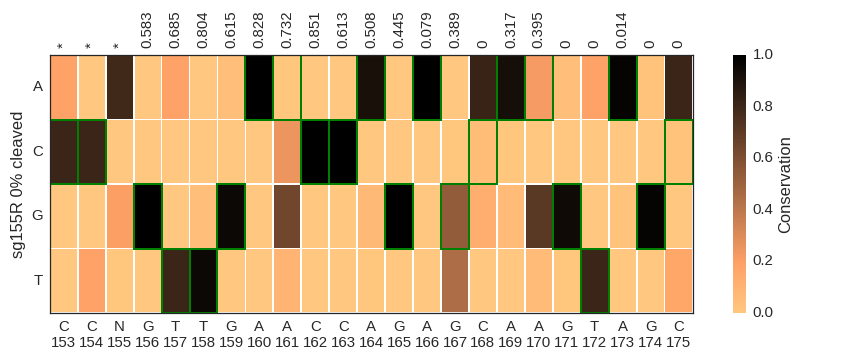 * * * 0.583 0.685 0.804 0.615 0.828 0.732 0.851 0.613 0.508 0.445 0.079 0.389 0 0.317 0.395 0 0 0.014 0 0
sg155R 0% cleaved
A
C
G
T
C C N G T T G A A C C A G A G C A A G T A G C
153 154 155 156 157 158 159 160 161 162 163 164 165 166 167 168 169 170 171 172 173 174 175
1.0
0.8
0.6
0.4
0.2
0.0
Conservation